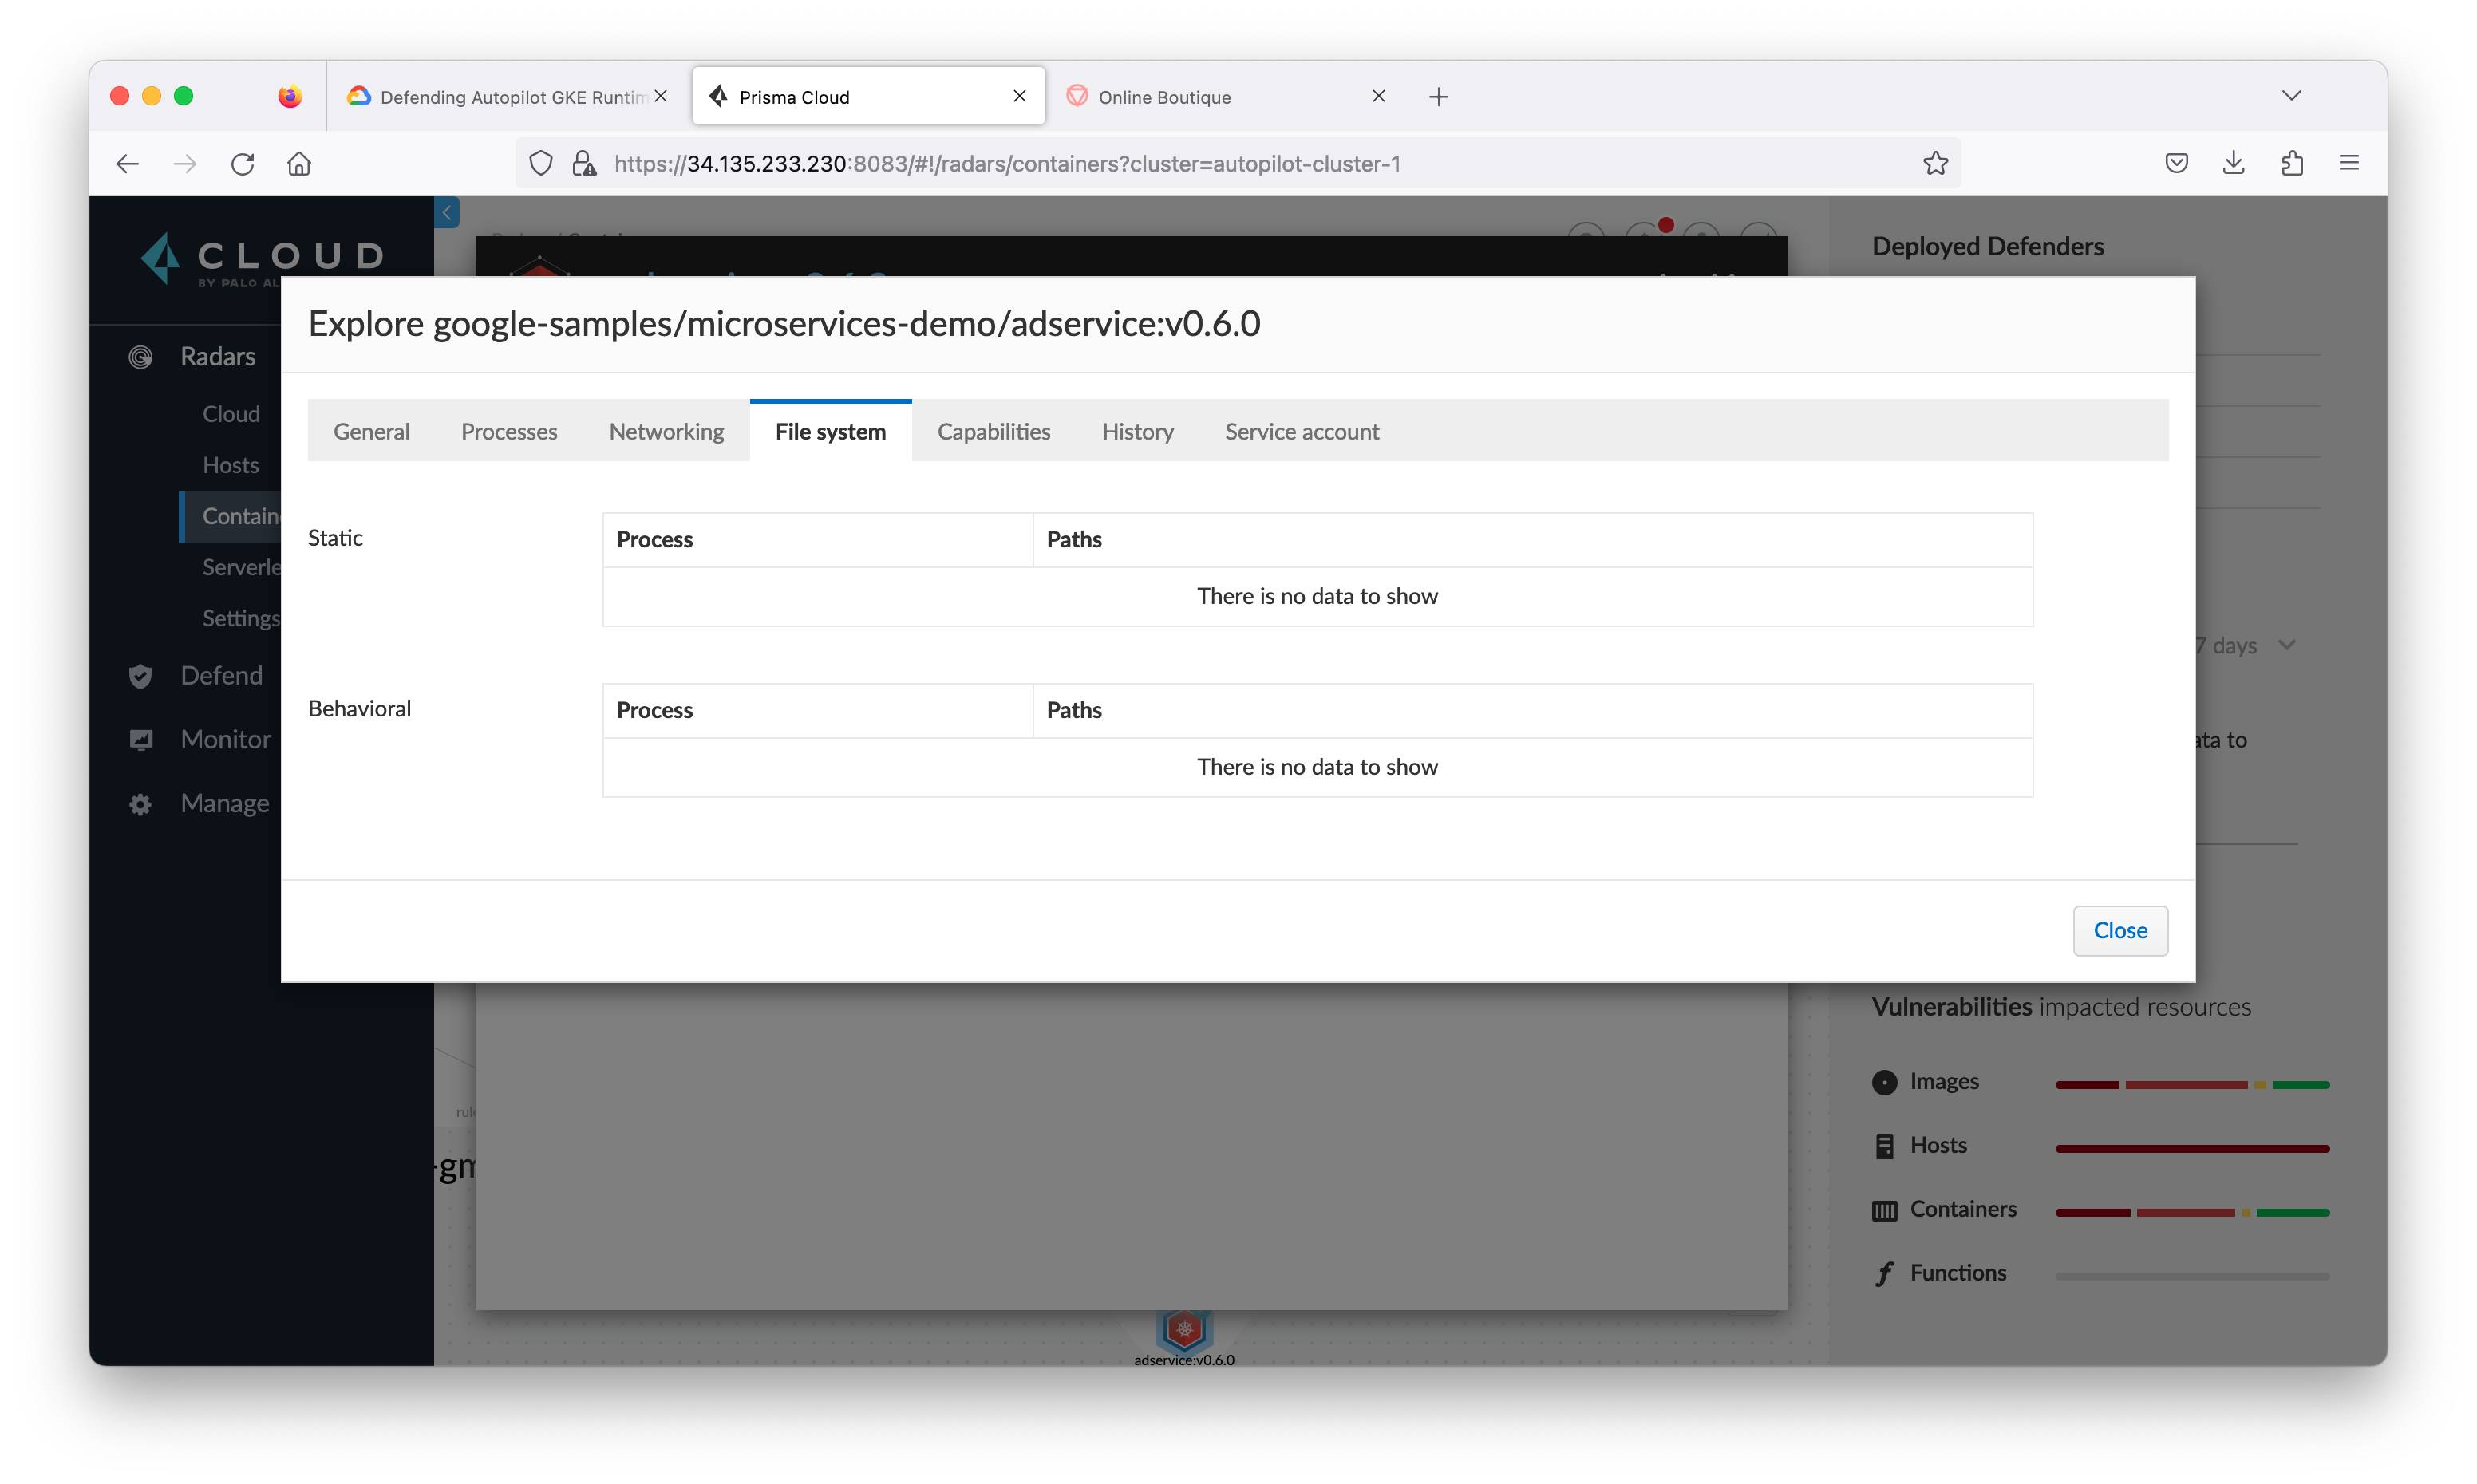 Defending Autopilot GKE Runtim
Prisma Cloud
Online Boutique
https://34.135.233.230:8083/#!/radars/containers?cluster=autopilot-cluster-1
CLOUD
BY PALO AL
Radars
Cloud
Hosts
Contain
Serverle
Settings
Defend
Monitor
Manage
Deployed Defenders
Explore google-samples/microservices-demo/adservice:v0.6.0
General
Processes
Networking
File system
Capabilities
History
Service account
Static
Process
Paths
There is no data to show
Behavioral
Process
Paths
There is no data to show
Close
7 days
ata to
Vulnerabilities impacted resources
Images
Hosts
Containers
Functions
rul
-gm
adservice:v0.6.0